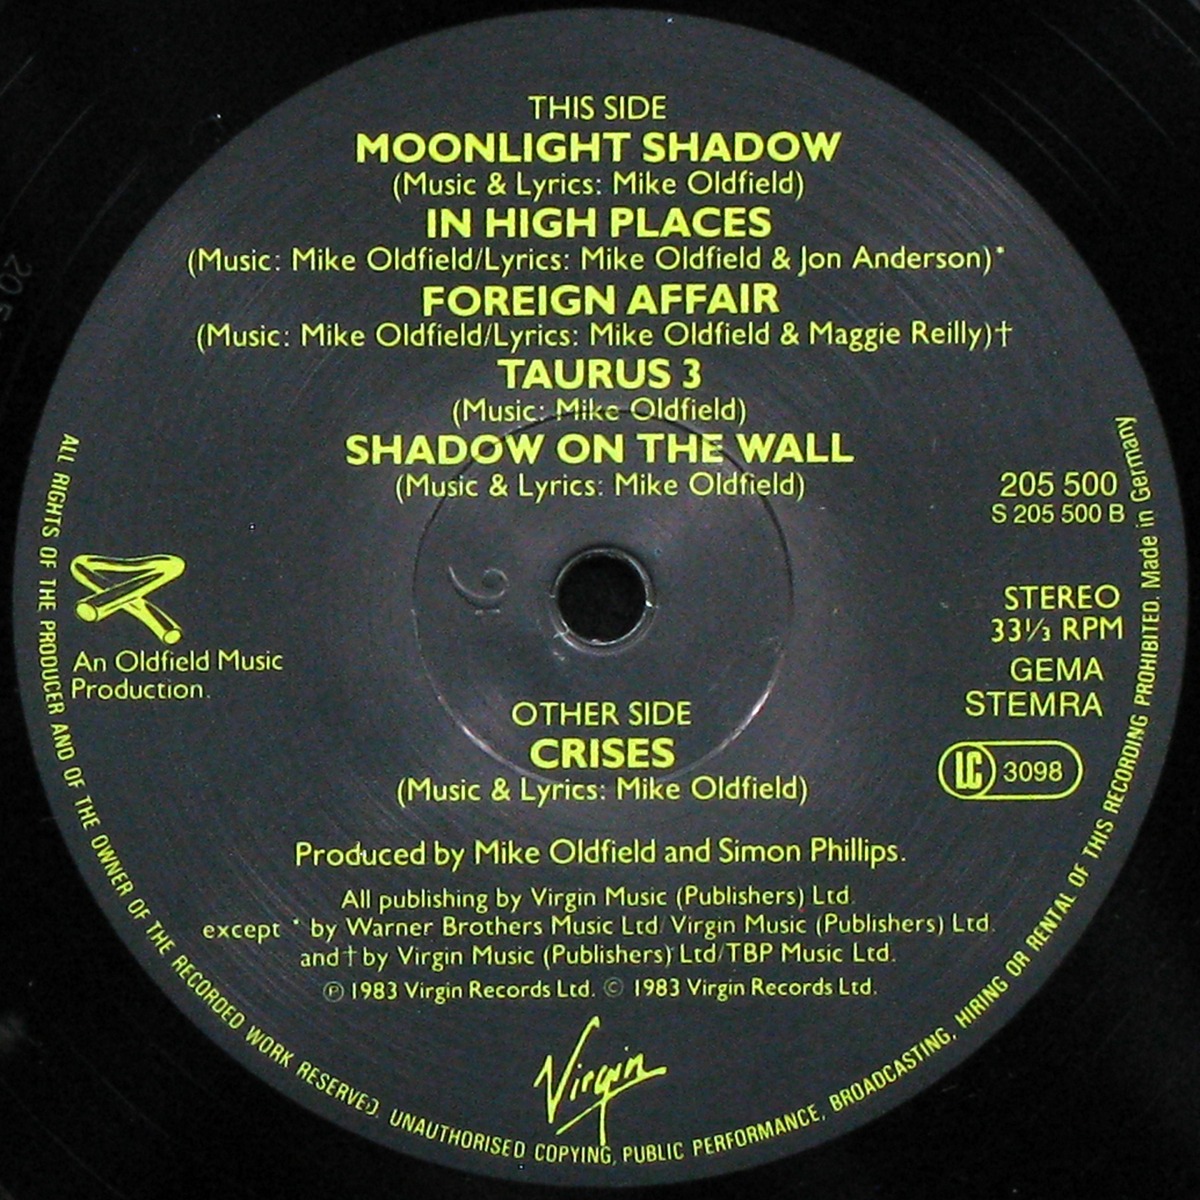 THIS SIDE
MOONLIGHT SHADOW
(Music & Lyrics: Mike Oldfield)
IN HIGH PLACES
(Music: Mike Oldfield/Lyrics: Mike Oldfield & Jon Anderson)*
FOREIGN AFFAIR
(Music: Mike Oldfield/Lyrics: Mike Oldfield & Maggie Reilly)†
TAURUS 3
(Music: Mike Oldfield)
SHADOW ON THE WALL
(Music & Lyrics: Mike Oldfield)
205 500
S 205 500 B
STEREO
33⅓ RPM
GEMA
STEMRA
LC 3098
An Oldfield Music
Production.
OTHER SIDE
CRISES
(Music & Lyrics: Mike Oldfield)
Produced by Mike Oldfield and Simon Phillips.
All publishing by Virgin Music (Publishers) Ltd.
except * by Warner Brothers Music Ltd/Virgin Music (Publishers) Ltd.
and † by Virgin Music (Publishers) Ltd/TBP Music Ltd.
℗ 1983 Virgin Records Ltd. © 1983 Virgin Records Ltd.
Virgin
ALL RIGHTS OF THE PRODUCER AND OF THE OWNER OF THE RECORDED WORK RESERVED. UNAUTHORISED COPYING, PUBLIC PERFORMANCE, BROADCASTING, HIRING OR RENTAL OF THIS RECORDING PROHIBITED. Made in Germany